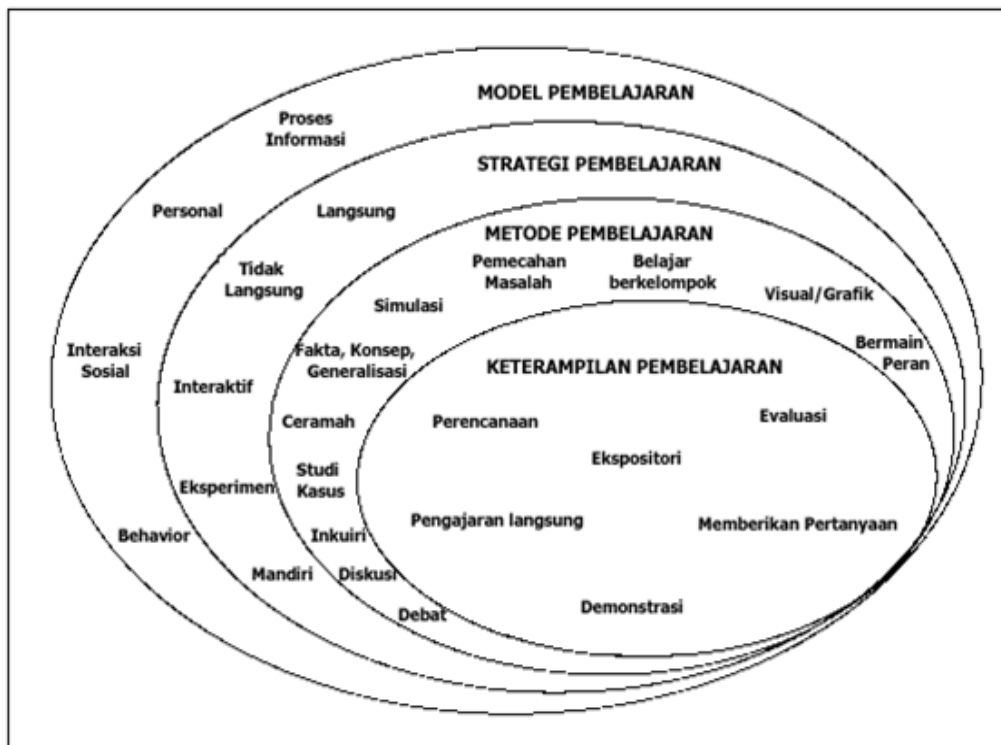 MODEL PEMBELAJARAN
Proses
Informasi
Personal
Interaksi
Sosial
Behavior
STRATEGI PEMBELAJARAN
Langsung
Tidak
Langsung
Interaktif
Eksperimen
Mandiri
METODE PEMBELAJARAN
Pemecahan
Masalah
Belajar
berkelompok
Visual/Grafik
Simulasi
Bermain
Peran
Fakta, Konsep,
Generalisasi
Ceramah
Studi
Kasus
Inkuiri
Diskusi
Debat
KETERAMPILAN PEMBELAJARAN
Perencanaan
Evaluasi
Ekspositori
Pengajaran langsung
Memberikan Pertanyaan
Demonstrasi